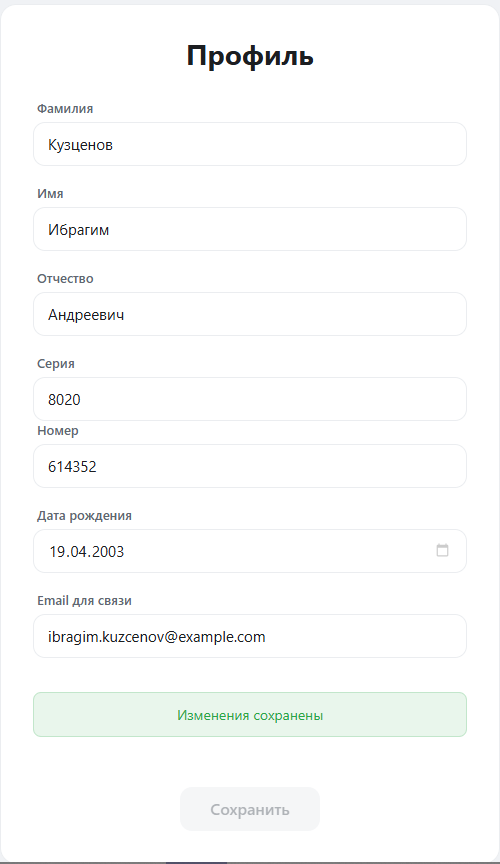 Профиль
Фамилия
Кузценов
Имя
Ибрагим
Отчество
Андреевич
Серия
8020
Номер
614352
Дата рождения
19.04.2003
Email для связи
ibragim.kuzcenov@example.com
Изменения сохранены
Сохранить